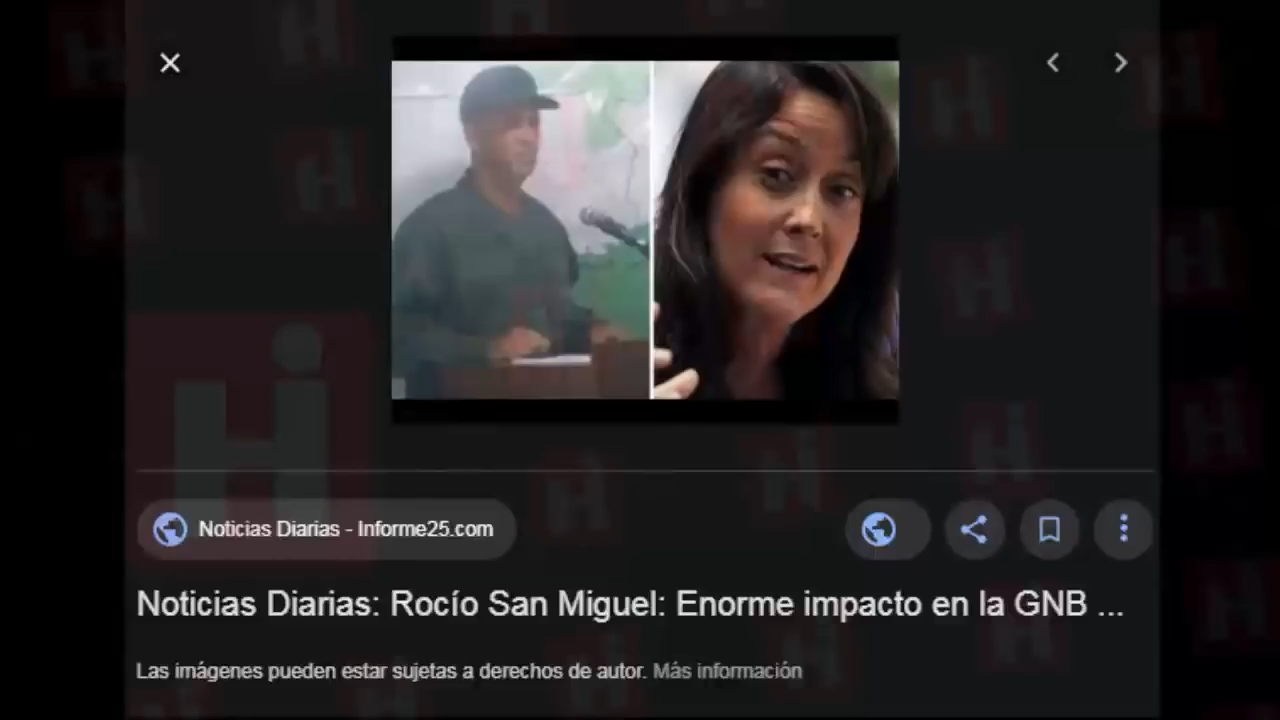 Noticias Diarias - Informe25.com
Noticias Diarias: Rocío San Miguel: Enorme impacto en la GNB ...
Las imágenes pueden estar sujetas a derechos de autor. Más información
Hi